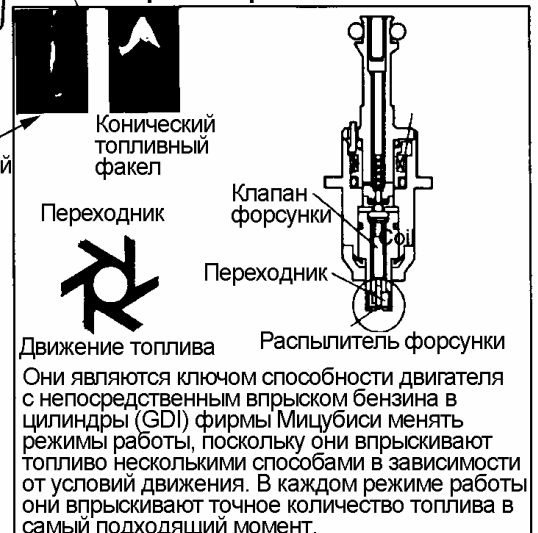 Конический
топливный
факел
й
Клапан
форсунки
Coil
Переходник
Переходник
Распылитель форсунки
Движение топлива
Они являются ключом способности двигателя
с непосредственным впрыском бензина в
цилиндры (GDI) фирмы Мицубиси менять
режимы работы, поскольку они впрыскивают
топливо несколькими способами в зависимости
от условий движения. В каждом режиме работы
они впрыскивают точное количество топлива в
самый подходящий момент.